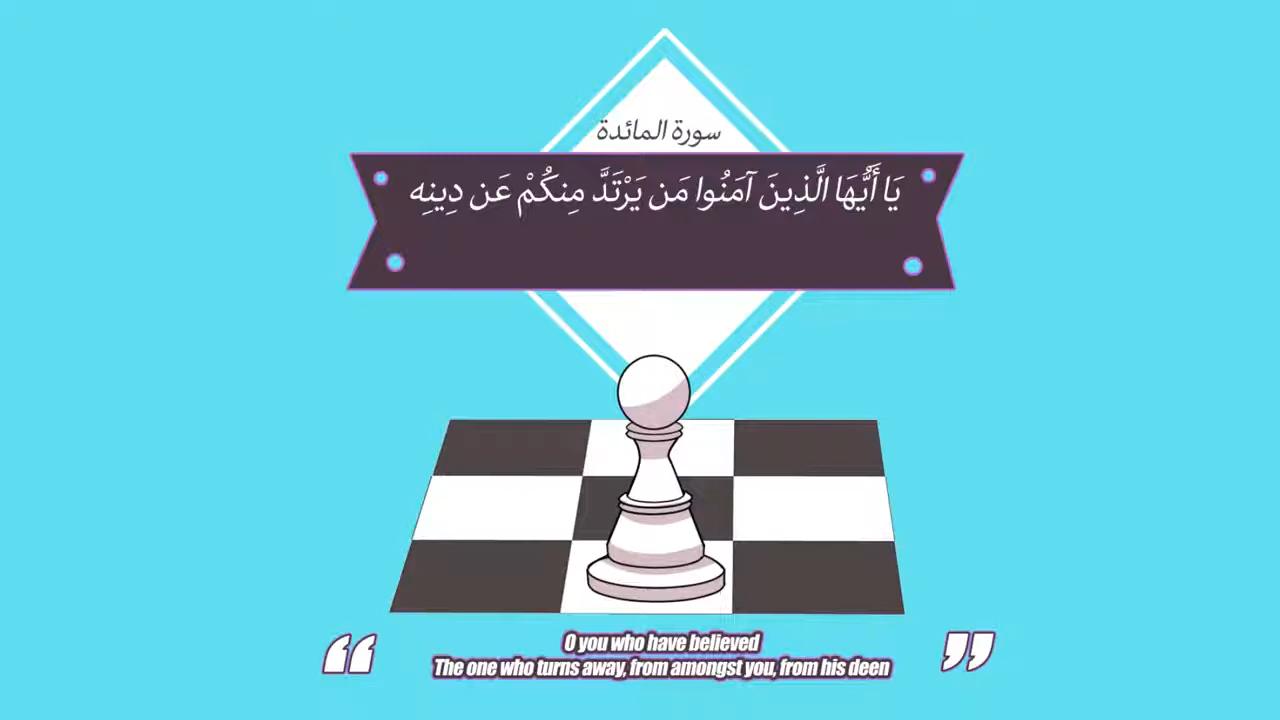 سورة المائدة
يَا أَيُّهَا الَّذِينَ آمَنُوا مَن يَرْتَدَّ مِنكُمْ عَن دِينِه
O you who have believed
The one who turns away, from amongst you, from his deen